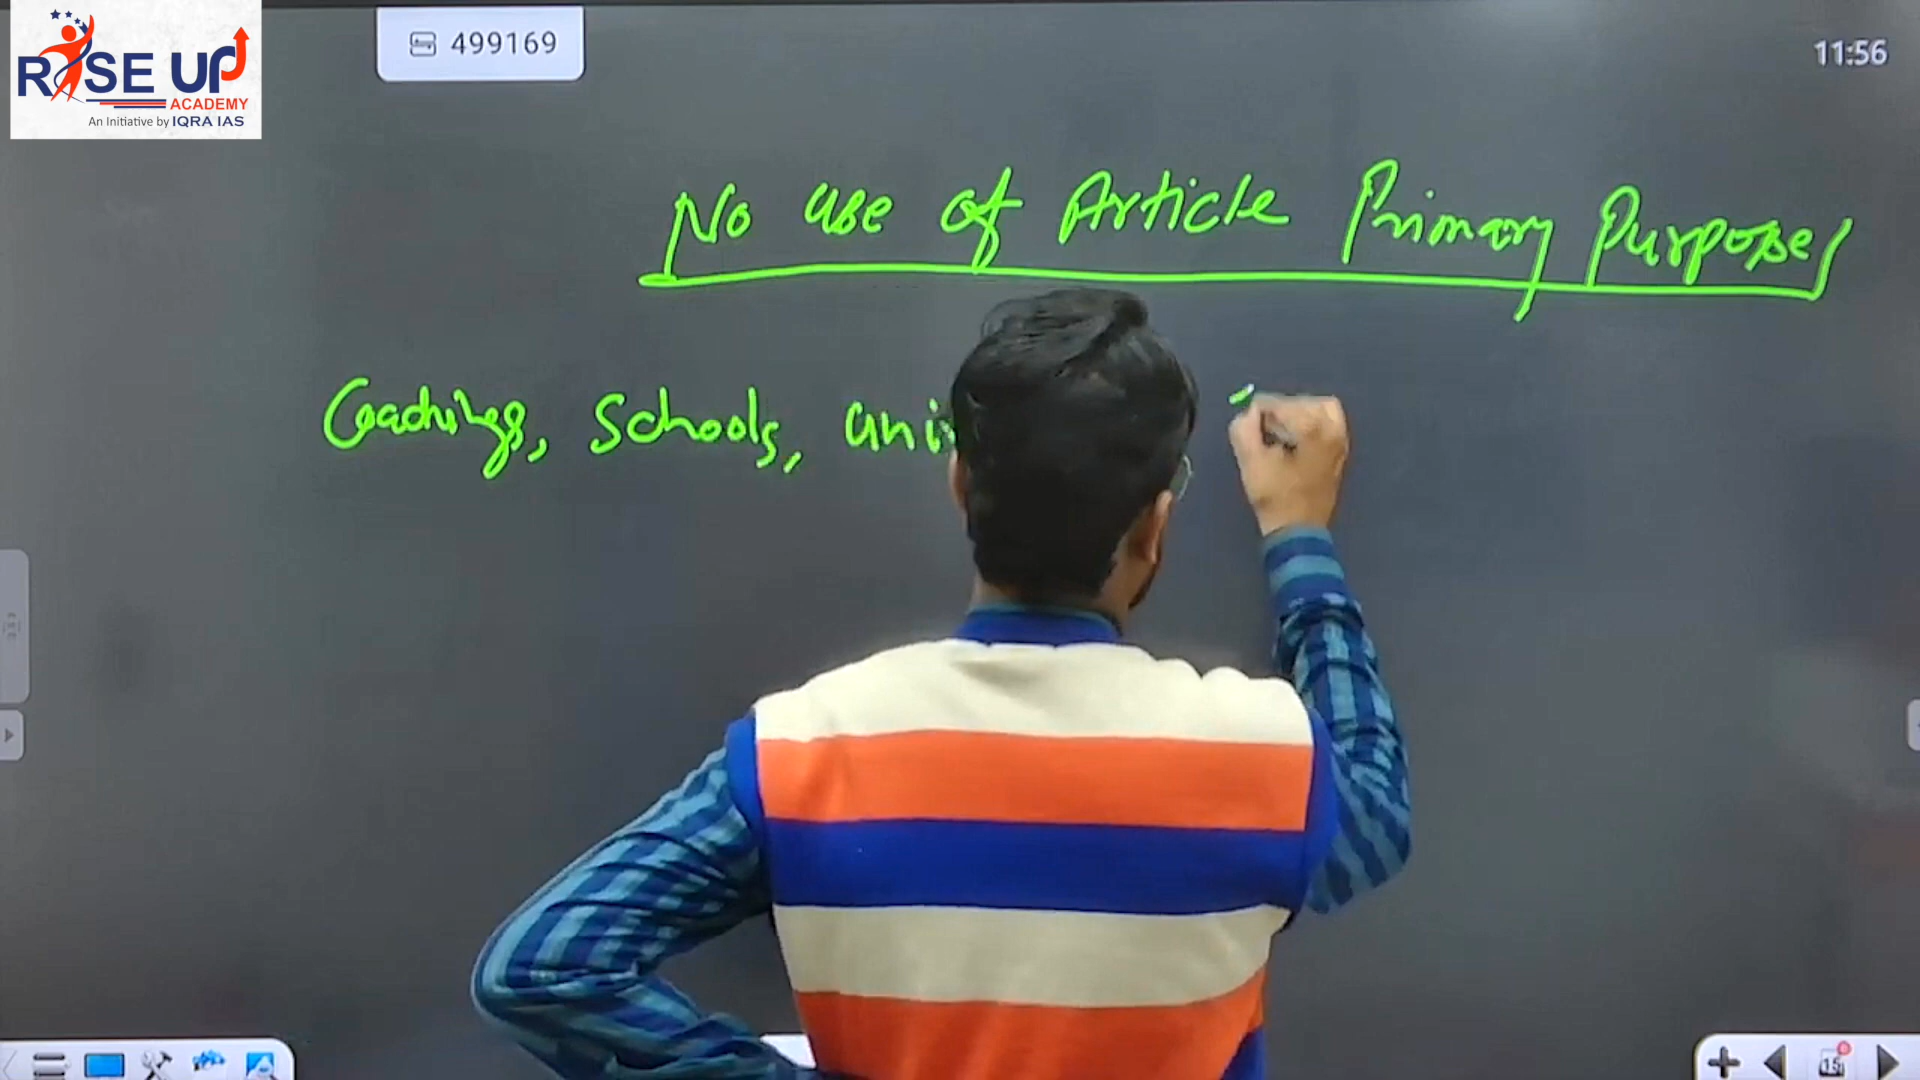 RISE UP
ACADEMY
An Initiative by IQRA IAS
499169
11:56
No use of Article Primary Purpose
Coachings, Schools,